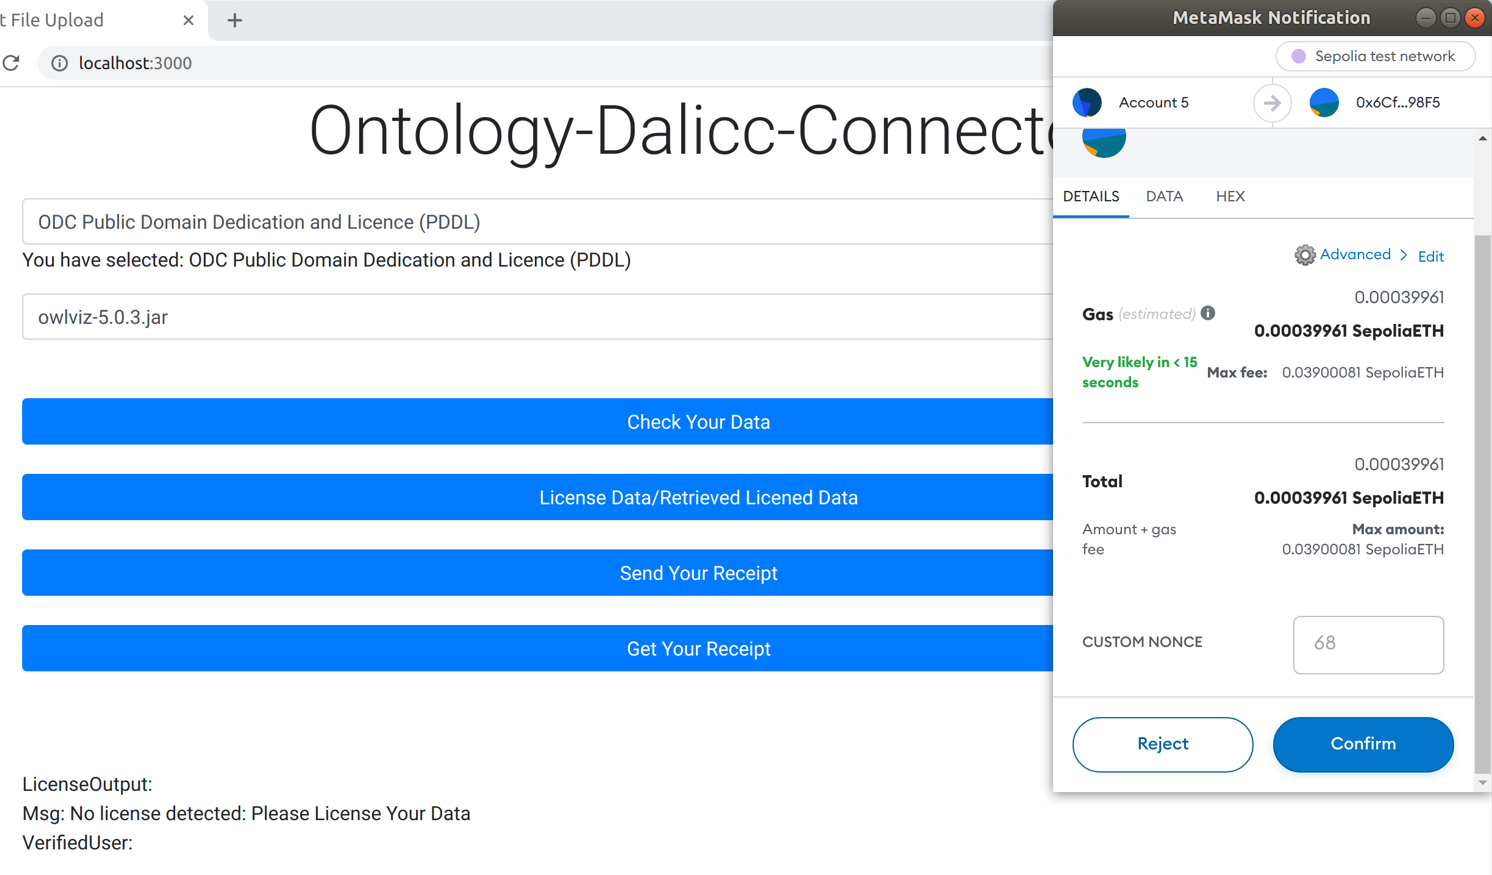 t File Upload
localhost:3000
Ontology-Dalicc-Connect
ODC Public Domain Dedication and Licence (PDDL)
You have selected: ODC Public Domain Dedication and Licence (PDDL)
owlviz-5.0.3.jar
Check Your Data
License Data/Retrieved Licened Data
Send Your Receipt
Get Your Receipt
LicenseOutput:
Msg: No license detected: Please License Your Data
VerifiedUser:
MetaMask Notification
Sepolia test network
Account 5
0x6Cf...98F5
DETAILS DATA HEX
Advanced > Edit
0.00039961
Gas (estimated) 0.00039961 SepoliaETH
Very likely in < 15 seconds
Max fee: 0.03900081 SepoliaETH
0.00039961
Total 0.00039961 SepoliaETH
Amount + gas fee
Max amount:
0.03900081 SepoliaETH
CUSTOM NONCE 68
Reject Confirm